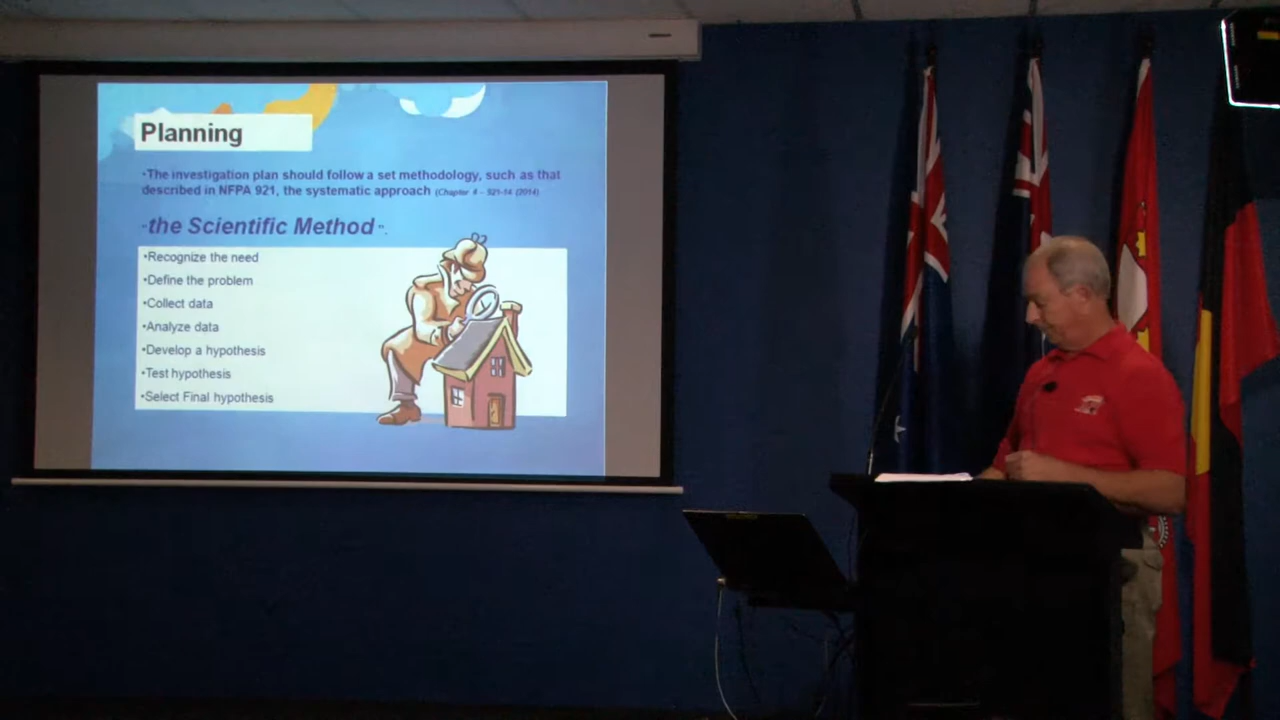 Planning
•The investigation plan should follow a set methodology, such as that
described in NFPA 921, the systematic approach (Chapter 4 - 921-14 (2014)
"the Scientific Method".
•Recognize the need
•Define the problem
•Collect data
•Analyze data
•Develop a hypothesis
•Test hypothesis
•Select Final hypothesis